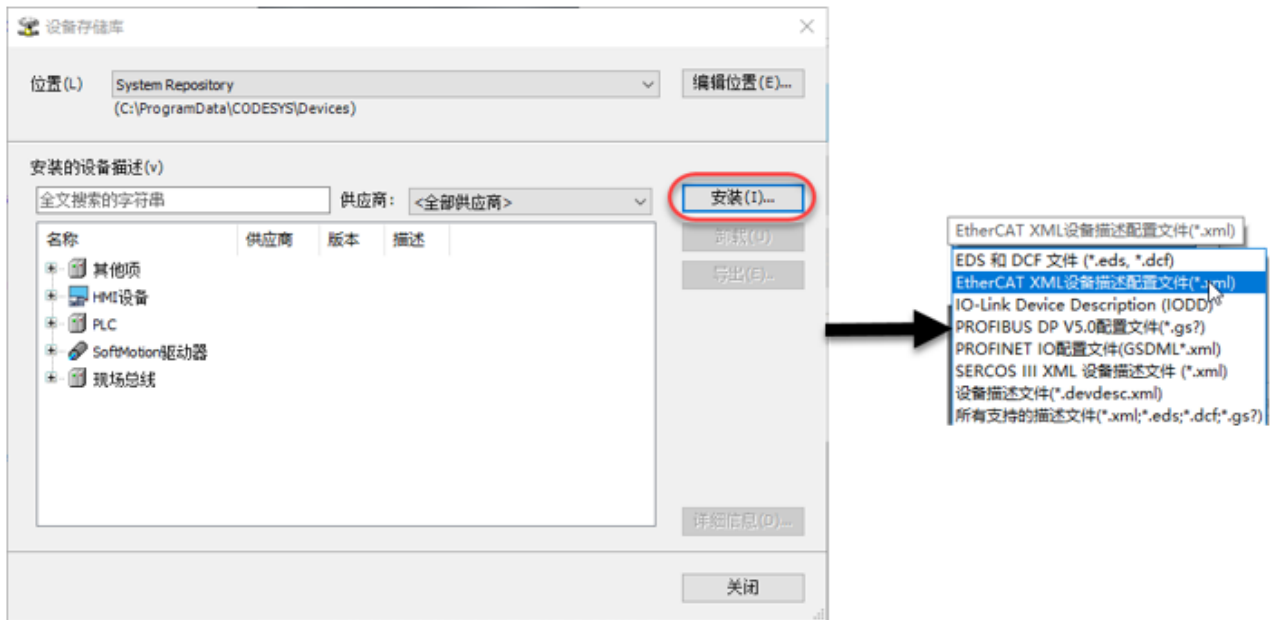 设备存储库
位置(L)
System Repository
编辑位置(E)...
(C:\ProgramData\CODESYS\Devices)
安装的设备描述(v)
全文搜索的字符串
供应商:
<全部供应商>
安装(I)...
名称
供应商
版本
描述
卸载(U)
其他项
导出(E)..
HMI设备
PLC
SoftMotion驱动器
现场总线
详细信息(D)...
关闭
EtherCAT XML设备描述配置文件(*.xml)
EDS 和 DCF 文件 (*.eds, *.dcf)
EtherCAT XML设备描述配置文件(*.xml)
IO-Link Device Description (IODD)
PROFIBUS DP V5.0配置文件(*.gs?)
PROFINET IO配置文件(GSDML*.xml)
SERCOS III XML 设备描述文件 (*.xml)
设备描述文件(*.devdesc.xml)
所有支持的描述文件(*.xml;*.eds;*.dcf;*.gs?)